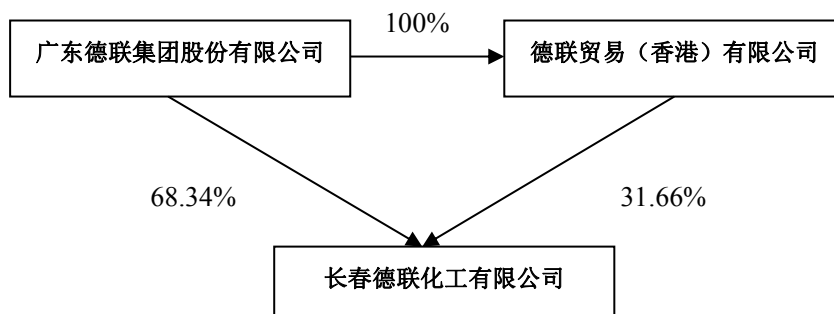 100%
广东德联集团股份有限公司
德联贸易（香港）有限公司
68.34%
31.66%
长春德联化工有限公司